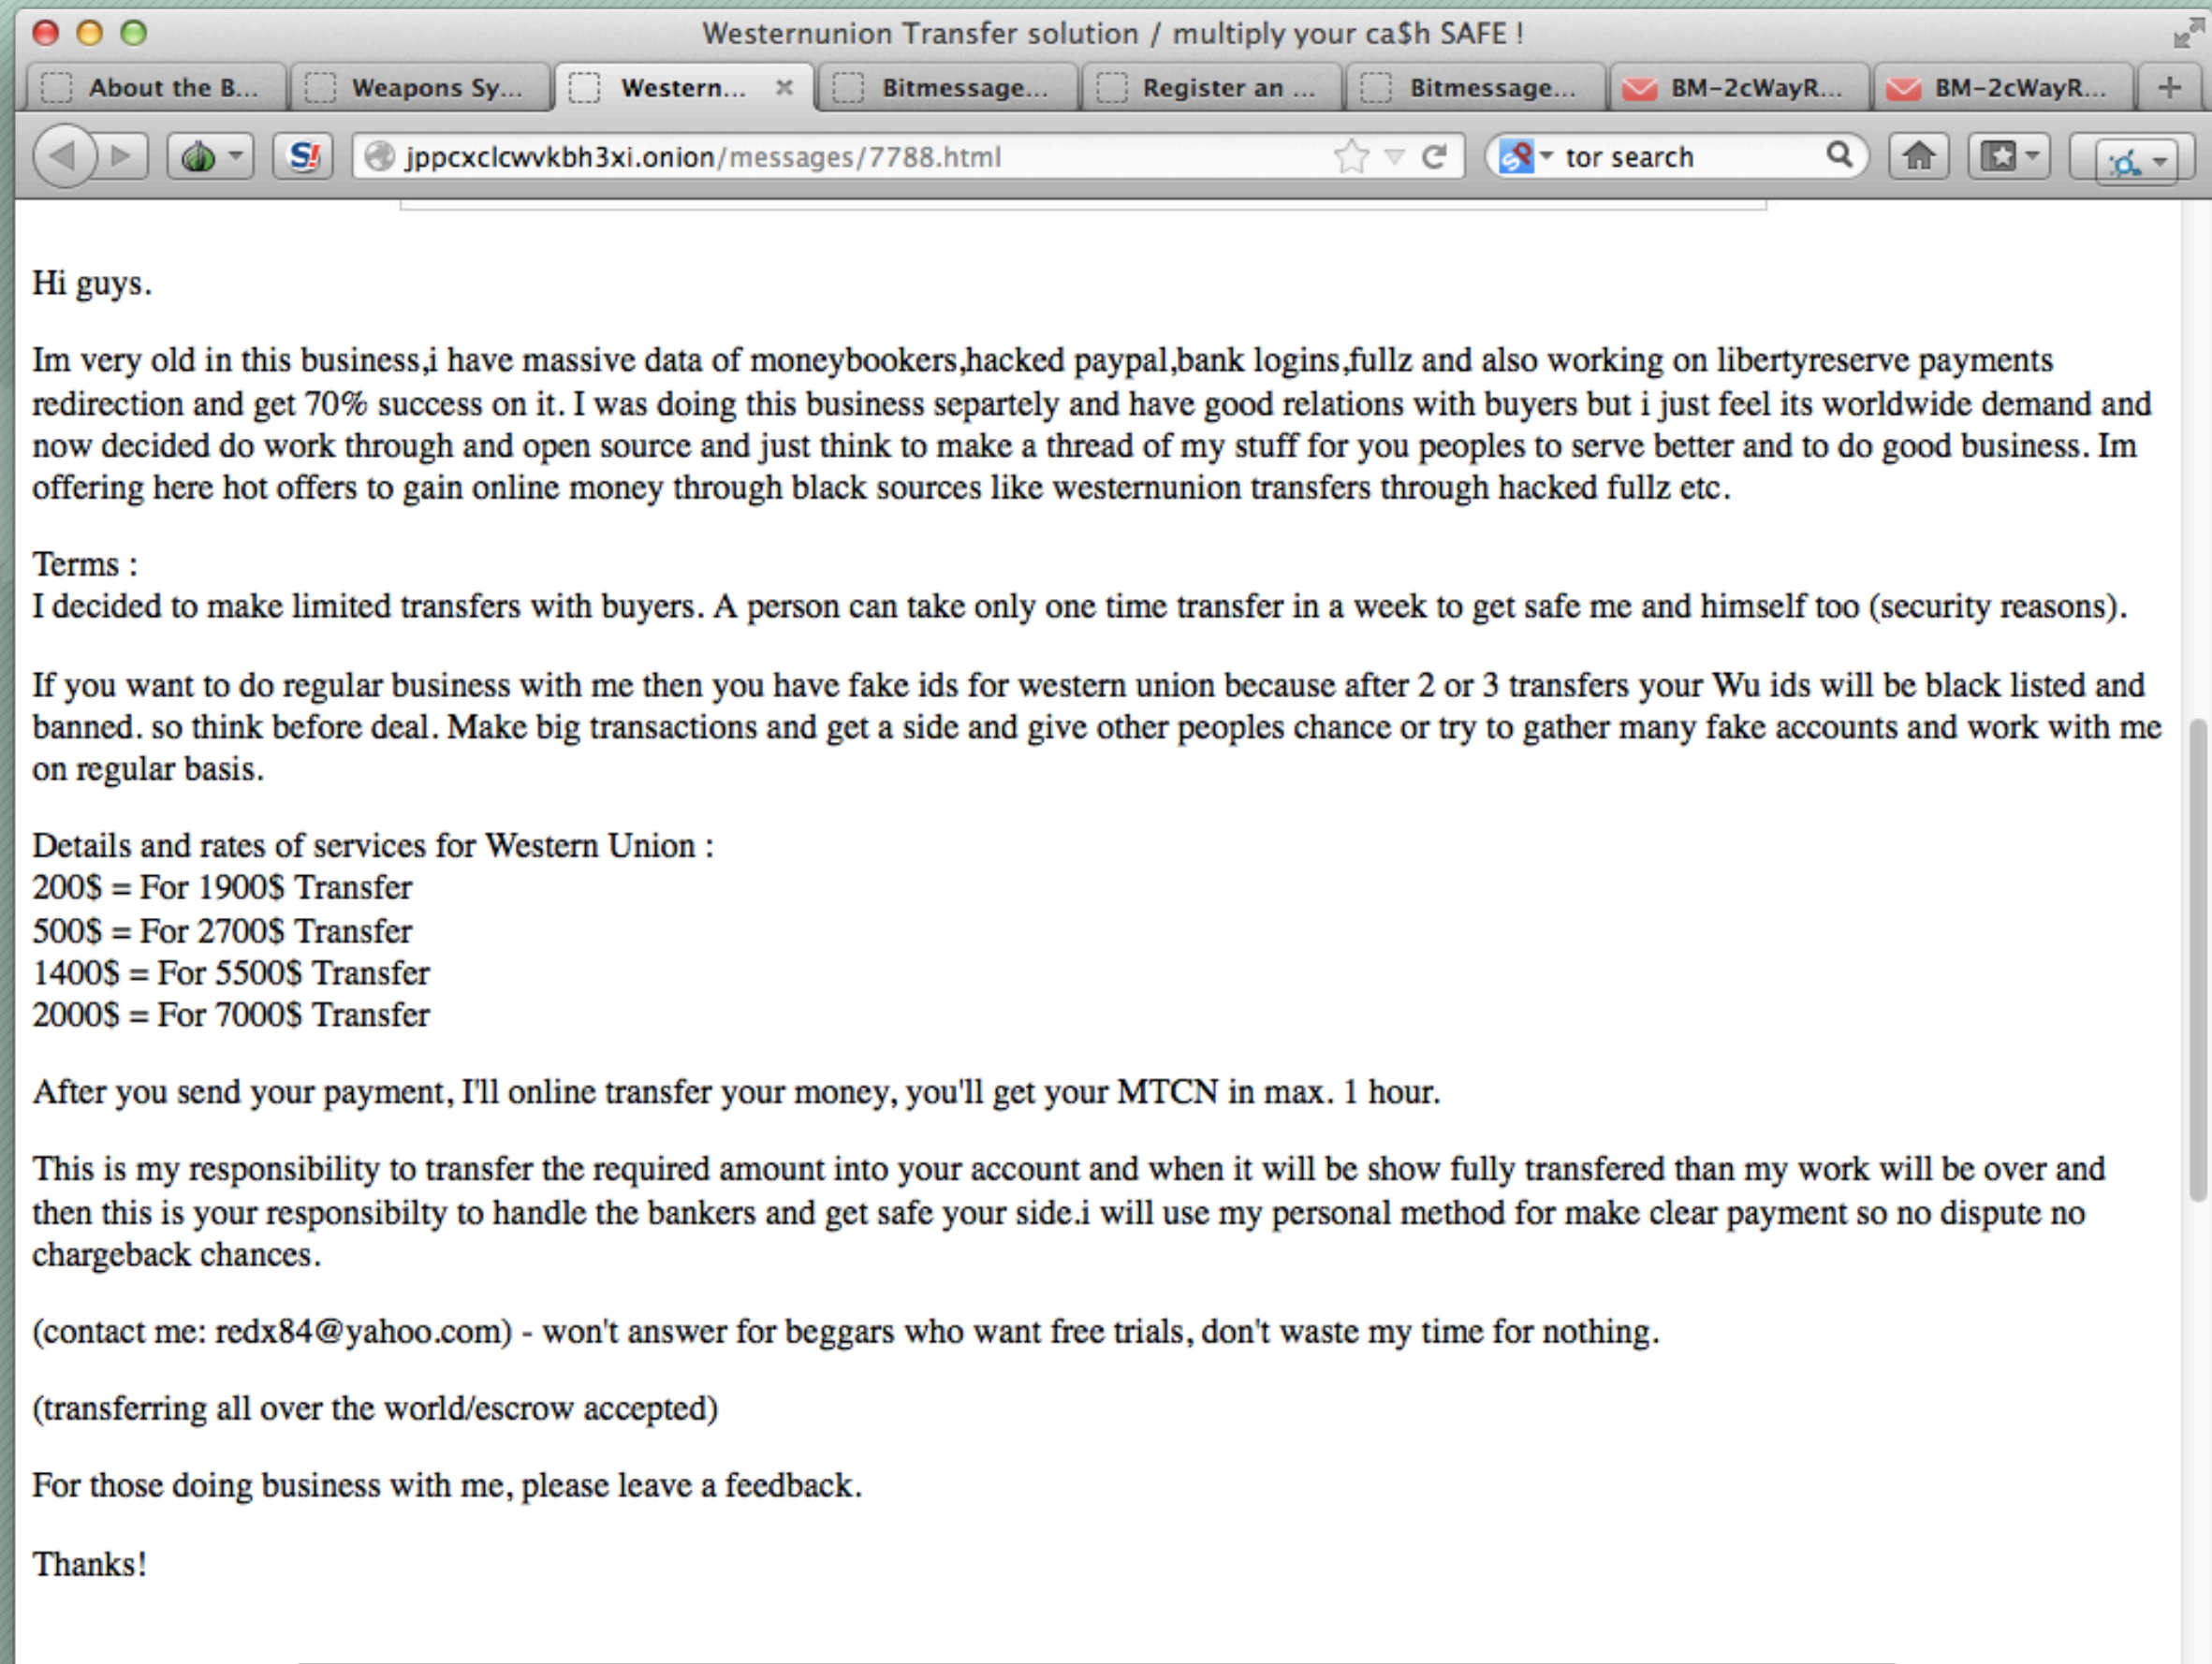 Westernunion Transfer solution / multiply your ca$h SAFE !
About the B...
Weapons Sy...
Western...
Bitmessage...
Register an ...
Bitmessage...
BM-2cWayR...
BM-2cWayR...
jppcxclcwvkbh3xi.onion/messages/7788.html
tor search
Hi guys.
Im very old in this business,i have massive data of moneybookers,hacked paypal,bank logins,fullz and also working on libertyreserve payments
redirection and get 70% success on it. I was doing this business separtely and have good relations with buyers but i just feel its worldwide demand and
now decided do work through and open source and just think to make a thread of my stuff for you peoples to serve better and to do good business. Im
offering here hot offers to gain online money through black sources like westernunion transfers through hacked fullz etc.
Terms :
I decided to make limited transfers with buyers. A person can take only one time transfer in a week to get safe me and himself too (security reasons).
If you want to do regular business with me then you have fake ids for western union because after 2 or 3 transfers your Wu ids will be black listed and
banned. so think before deal. Make big transactions and get a side and give other peoples chance or try to gather many fake accounts and work with me
on regular basis.
Details and rates of services for Western Union :
200$ = For 1900$ Transfer
500$ = For 2700$ Transfer
1400$ = For 5500$ Transfer
2000$ = For 7000$ Transfer
After you send your payment, I'll online transfer your money, you'll get your MTCN in max. 1 hour.
This is my responsibility to transfer the required amount into your account and when it will be show fully transfered than my work will be over and
then this is your responsibilty to handle the bankers and get safe your side.i will use my personal method for make clear payment so no dispute no
chargeback chances.
(contact me: redx84@yahoo.com) - won't answer for beggars who want free trials, don't waste my time for nothing.
(transferring all over the world/escrow accepted)
For those doing business with me, please leave a feedback.
Thanks!